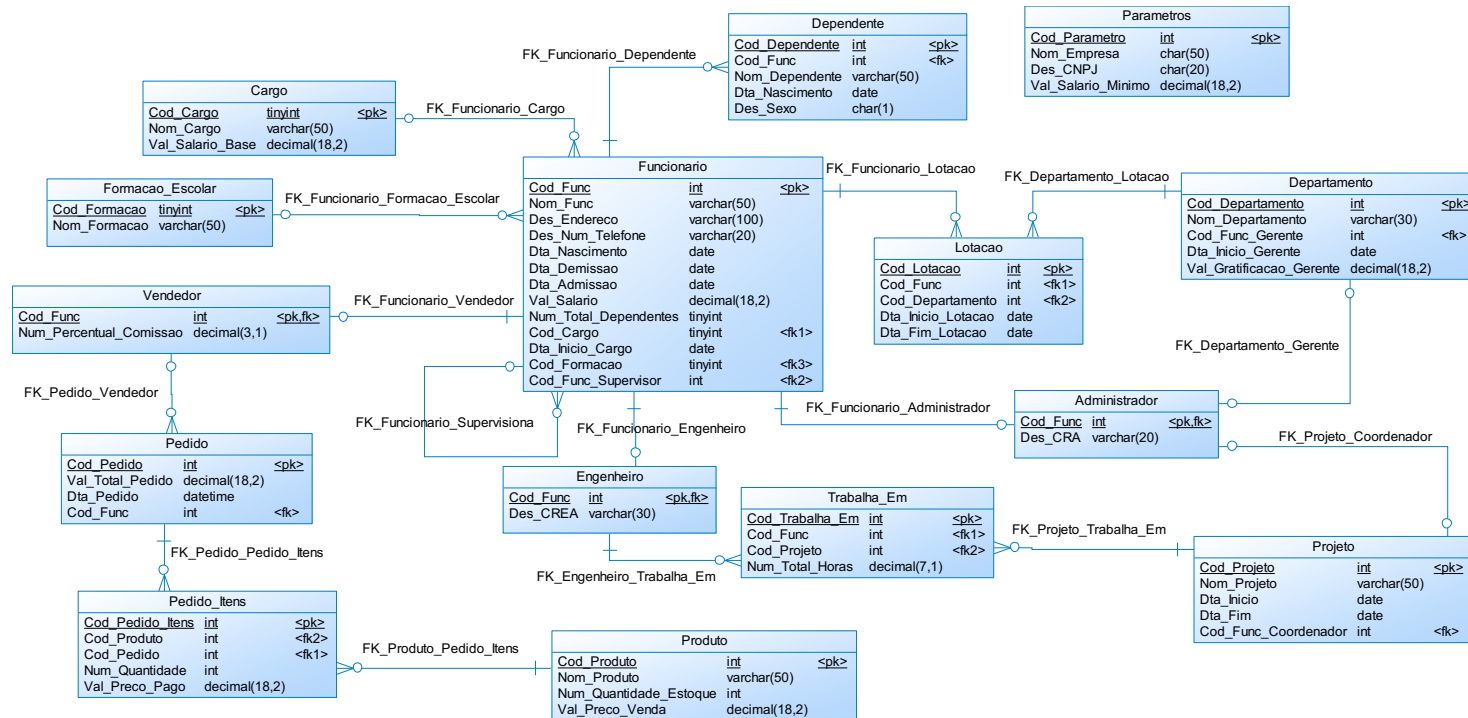 Dependente
Cod_Dependente int <pk>
Cod_Func int <fk>
Nom_Dependente varchar(50)
Dta_Nascimento date
Des_Sexo char(1)
Parametros
Cod_Parametro int <pk>
Nom_Empresa char(50)
Des_CNPJ char(20)
Val_Salario_Minimo decimal(18,2)
FK_Funcionario_Dependente
Cargo
Cod_Cargo tinyint <pk>
Nom_Cargo varchar(50)
Val_Salario_Base decimal(18,2)
FK_Funcionario_Cargo
Formacao_Escolar
Cod_Formacao tinyint <pk>
Nom_Formacao varchar(50)
FK_Funcionario_Formacao_Escolar
Funcionario
Cod_Func int <pk>
Nom_Func varchar(50)
Des_Endereco varchar(100)
Des_Num_Telefone varchar(20)
Dta_Nascimento date
Dta_Demissao date
Dta_Admissao date
Val_Salario decimal(18,2)
Num_Total_Dependentes tinyint
Cod_Cargo tinyint <fk1>
Dta_Inicio_Cargo date
Cod_Formacao tinyint <fk3>
Cod_Func_Supervisor int <fk2>
FK_Funcionario_Lotacao
FK_Departamento_Lotacao
Departamento
Cod_Departamento int <pk>
Nom_Departamento varchar(30)
Cod_Func_Gerente int <fk>
Dta_Inicio_Gerente date
Val_Gratificacao_Gerente decimal(18,2)
Lotacao
Cod_Lotacao int <pk>
Cod_Func int <fk1>
Cod_Departamento int <fk2>
Dta_Inicio_Lotacao date
Dta_Fim_Lotacao date
Vendedor
Cod_Func int <pk,fk>
Num_Percentual_Comissao decimal(3,1)
FK_Funcionario_Vendedor
FK_Departamento_Gerente
FK_Pedido_Vendedor
FK_Funcionario_Supervisiona
FK_Funcionario_Engenheiro
FK_Funcionario_Administrador
Administrador
Cod_Func int <pk,fk>
Des_CRA varchar(20)
FK_Projeto_Coordenador
Pedido
Cod_Pedido int <pk>
Val_Total_Pedido decimal(18,2)
Dta_Pedido datetime
Cod_Func int <fk>
Engenheiro
Cod_Func int <pk,fk>
Des_CREA varchar(30)
Trabalha_Em
Cod_Trabalha_Em int <pk>
Cod_Func int <fk1>
Cod_Projeto int <fk2>
Num_Total_Horas decimal(7,1)
FK_Projeto_Trabalha_Em
Projeto
Cod_Projeto int <pk>
Nom_Projeto varchar(50)
Dta_Inicio date
Dta_Fim date
Cod_Func_Coordenador int <fk>
FK_Pedido_Pedido_Itens
FK_Engenheiro_Trabalha_Em
Pedido_Itens
Cod_Pedido_Itens int <pk>
Cod_Produto int <fk2>
Cod_Pedido int <fk1>
Num_Quantidade int
Val_Preco_Pago decimal(18,2)
FK_Produto_Pedido_Itens
Produto
Cod_Produto int <pk>
Nom_Produto varchar(50)
Num_Quantidade_Estoque int
Val_Preco_Venda decimal(18,2)